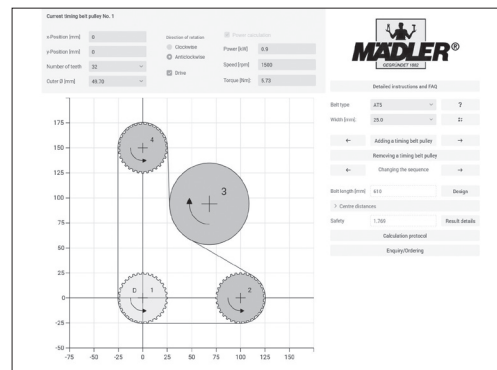 Current timing belt pulley No. 1
x-Position [mm] 0
y-Position [mm] 0
Number of teeth 32
Outer Ø [mm] 49.70
Direction of rotation
Clockwise
Anticlockwise
Drive
Power calculation
Power [kW] 0.9
Speed [rpm] 1500
Torque [Nm] 5.73
MÄDLER®
GEGRÜNDET 1882
Detailed instructions and FAQ
Belt type AT5 ?
Width [mm] 25.0
← Adding a timing belt pulley →
Removing a timing belt pulley
← Changing the sequence →
Belt length [mm] 610 Design
> Centre distances
Safety 1.765 Result details
Calculation protocol
Enquiry/Ordering
175
150
125
100
75
50
25
0
-25
-50
-75 -50 -25 0 25 50 75 100 125 150 175
4
3
D 1
2